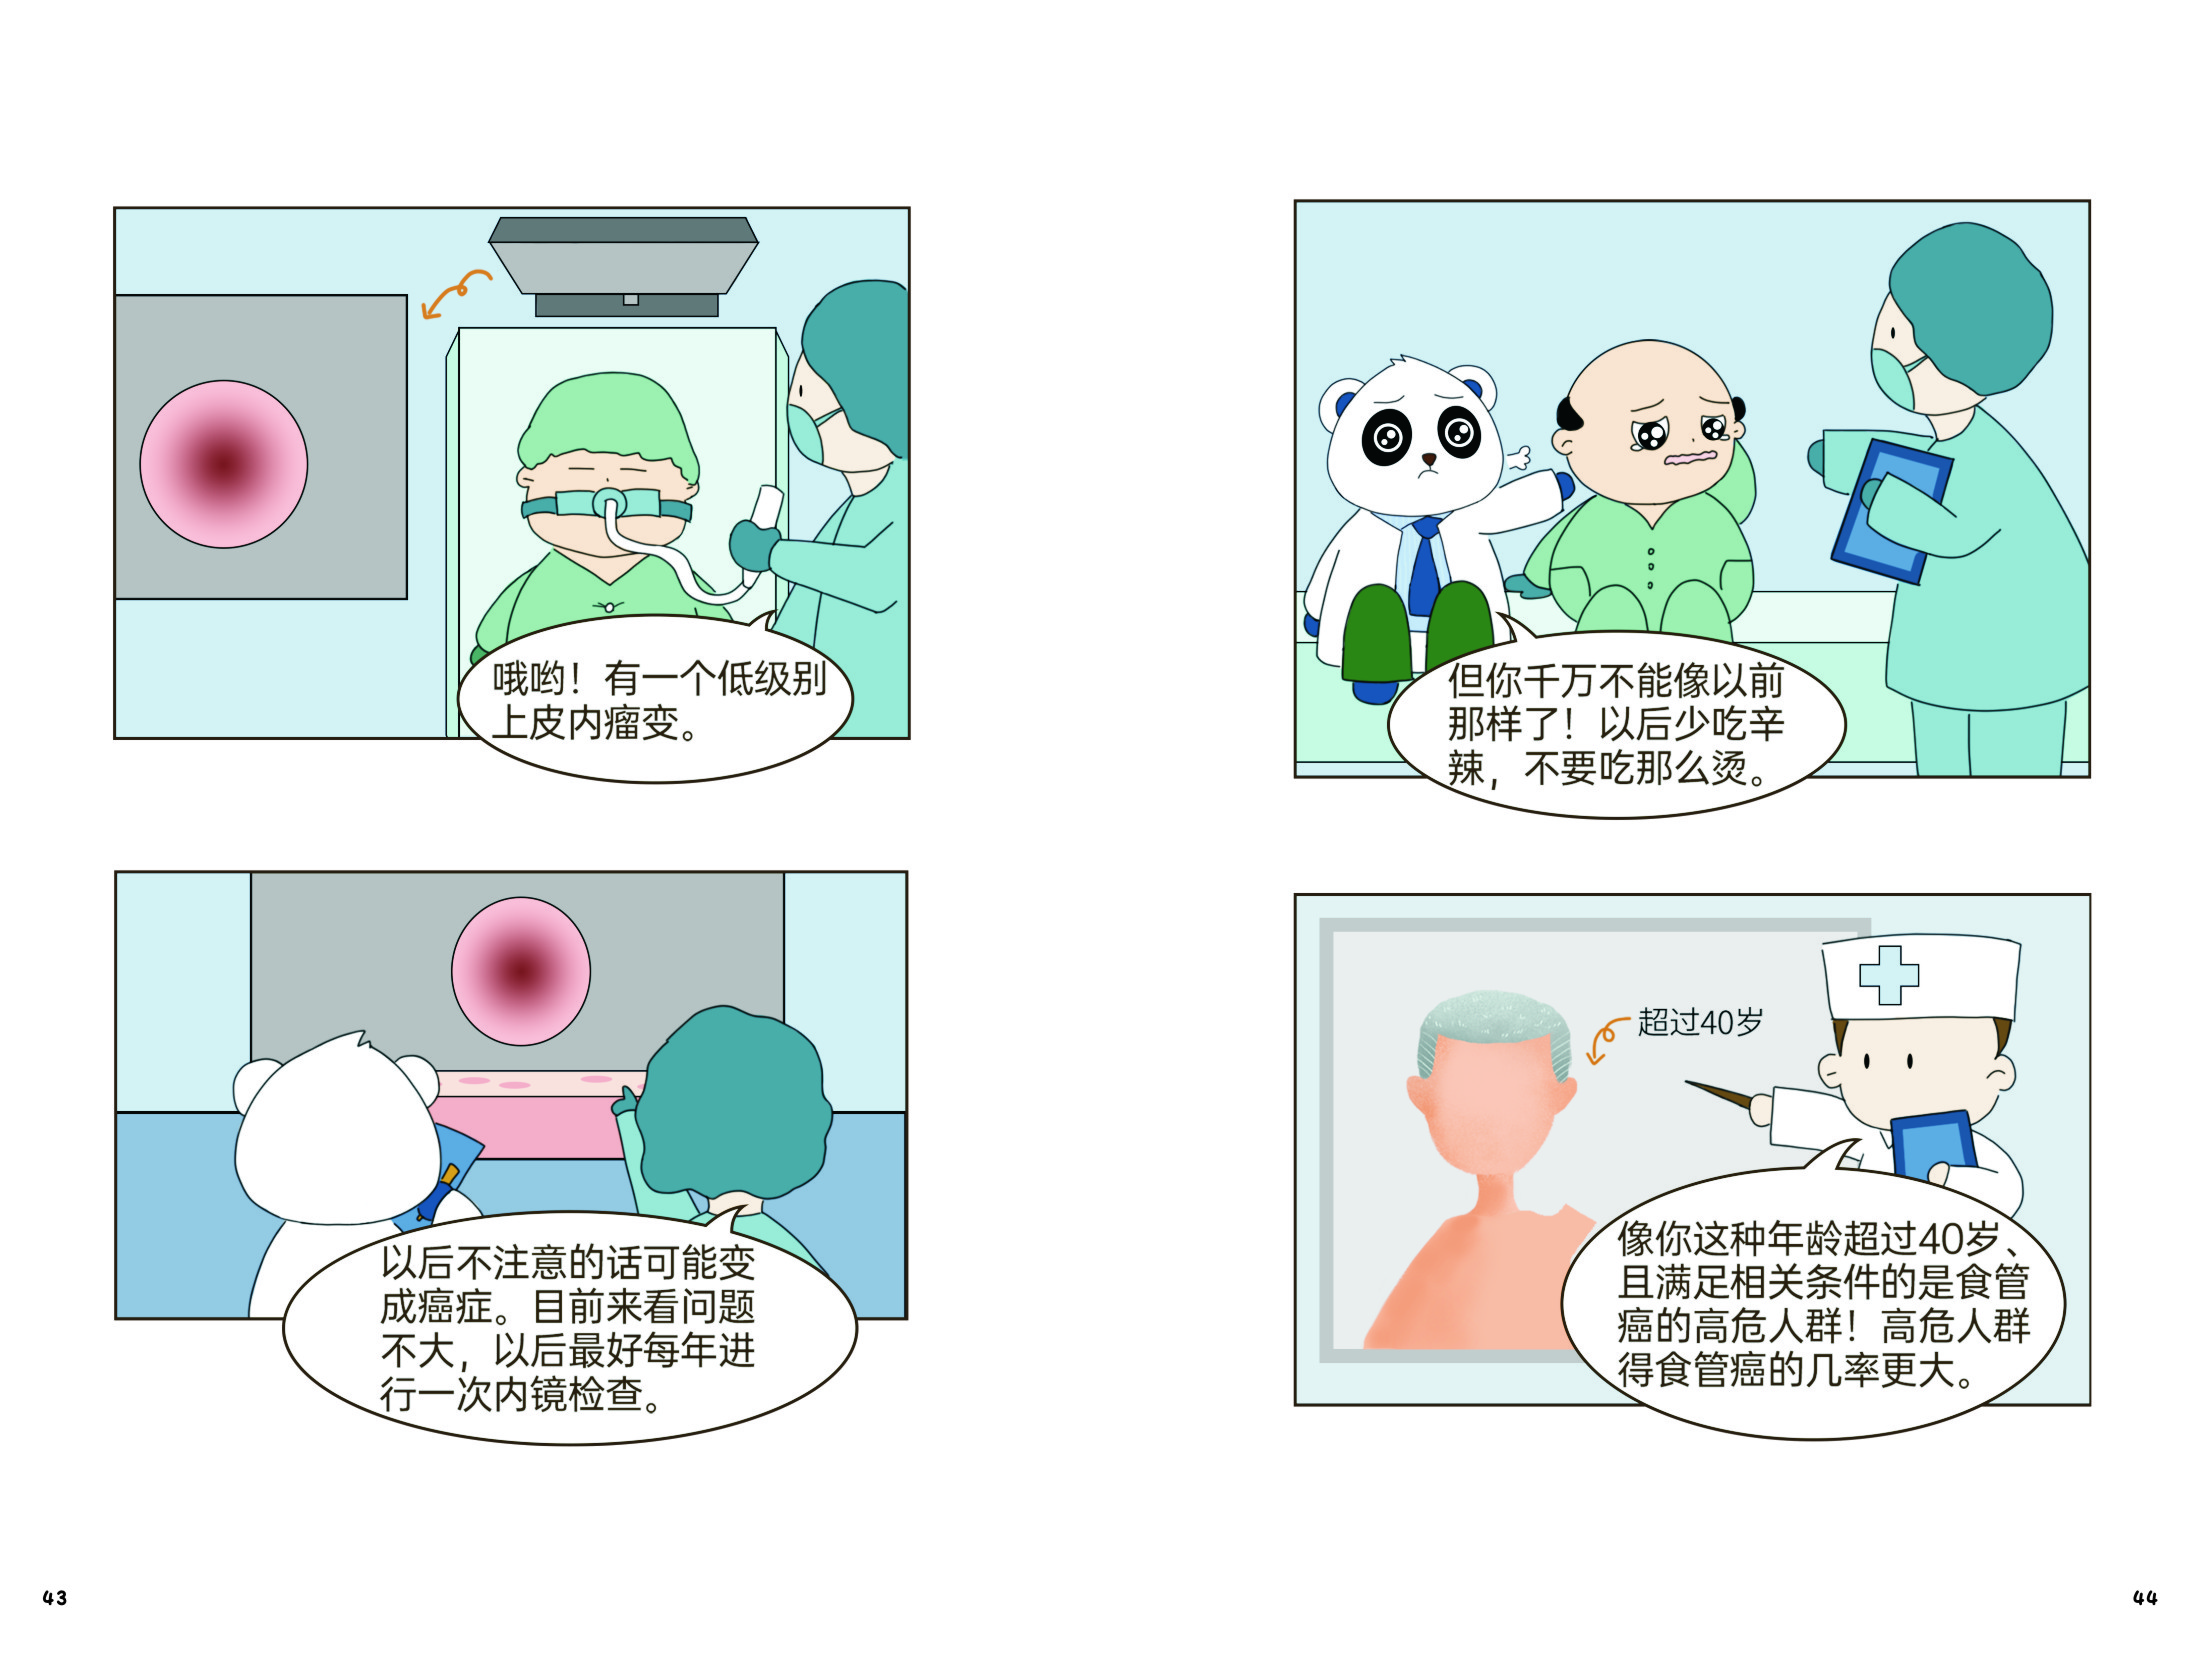 哦哟！有一个低级别
上皮内瘤变。
以后不注意的话可能变
成癌症。目前来看问题
不大，以后最好每年进
行一次内镜检查。
43
但你千万不能像以前
那样了！以后少吃辛
辣，不要吃那么烫。
超过40岁
像你这种年龄超过40岁、
且满足相关条件的是食管
癌的高危人群！高危人群
得食管癌的几率更大。
44